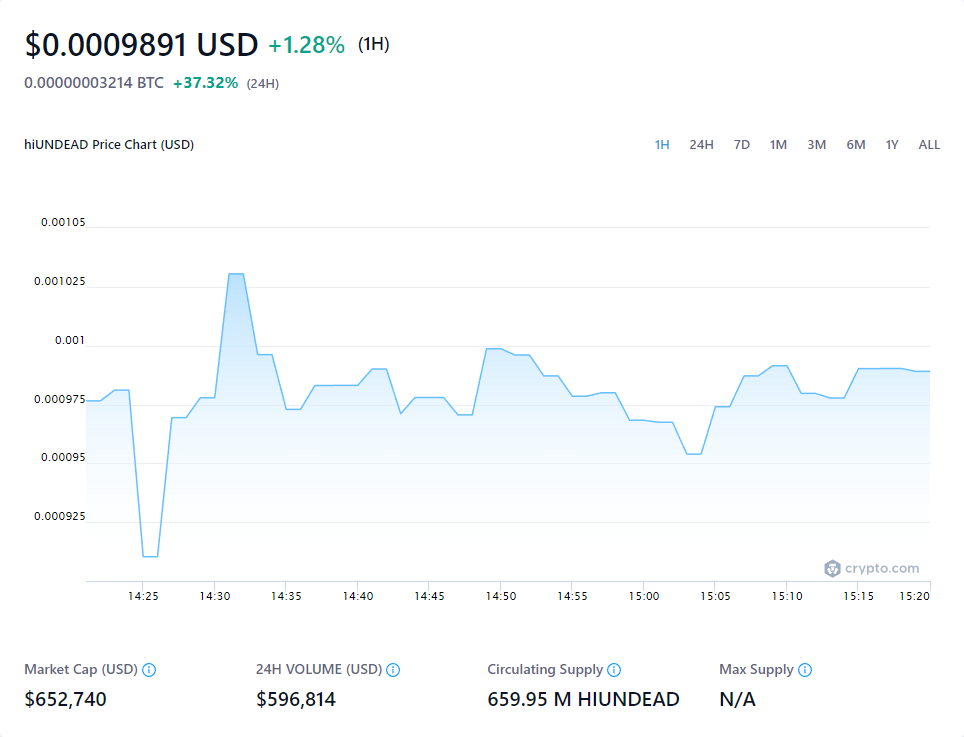 $0.0009891 USD +1.28% (1H)
0.00000003214 BTC +37.32% (24H)
hiUNDEAD Price Chart (USD) 1H 24H 7D 1M 3M 6M 1Y ALL
0.00105
0.001025
0.001
0.000975
0.00095
0.000925
crypto.com
14:25 14:30 14:35 14:40 14:45 14:50 14:55 15:00 15:05 15:10 15:15 15:20
Market Cap (USD) 24H VOLUME (USD) Circulating Supply Max Supply
$652,740 $596,814 659.95 M HIUNDEAD N/A